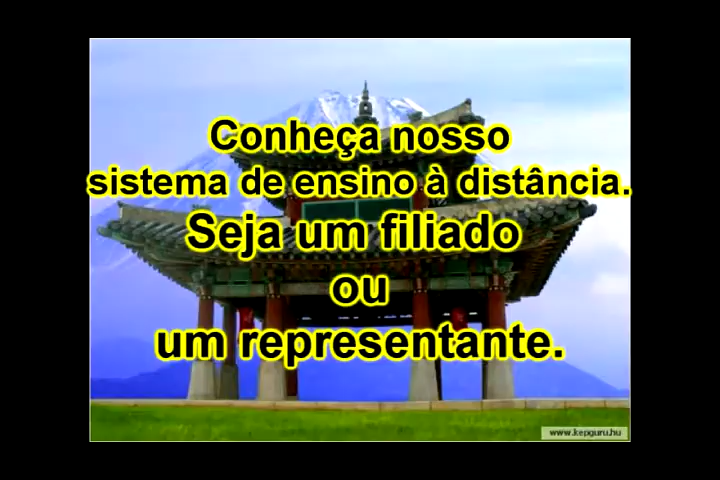 Conheça nosso
sistema de ensino à distância.
Seja um filiado
ou
um representante.
www.kepguru.hu